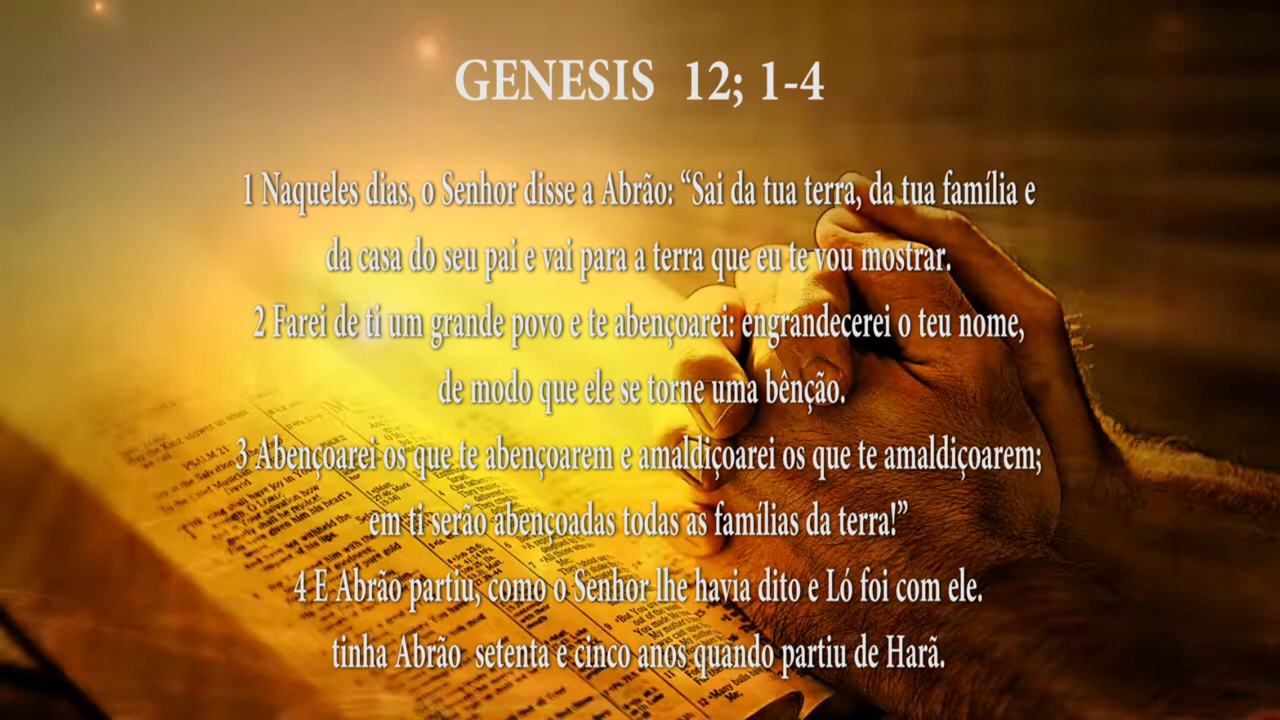 GENESIS 12; 1-4
1 Naqueles dias, o Senhor disse a Abrão: “Sai da tua terra, da tua família e
da casa do seu pai e vai para a terra que eu te vou mostrar.
2 Farei de ti um grande povo e te abençoarei: engrandecerei o teu nome,
de modo que ele se torne uma bênção.
3 Abençoarei os que te abençoarem e amaldiçoarei os que te amaldiçoarem;
em ti serão abençoadas todas as famílias da terra!”
4 E Abrão partiu, como o Senhor lhe havia dito e Ló foi com ele.
tinha Abrão setenta e cinco anos quando partiu de Harã.